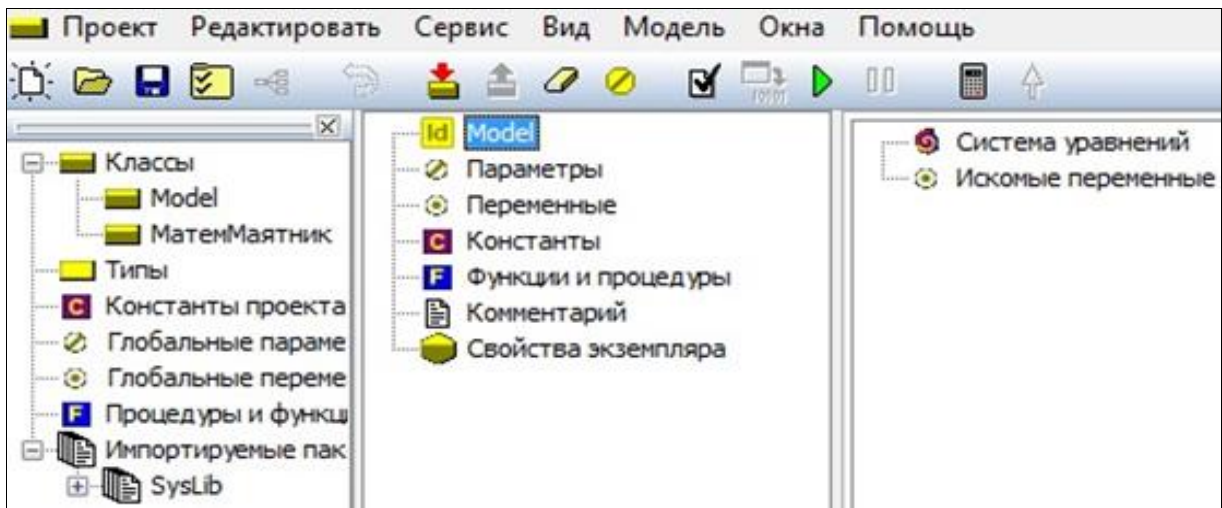 Проект Редактировать Сервис Вид Модель Окна Помощь
Классы
Model
МатемМаятник
Типы
C Константы проекта
Глобальные параме
Глобальные переме
F Процедуры и функц
Импортируемые пак
SysLib
Id Model
Параметры
Переменные
C Константы
F Функции и процедуры
Комментарий
Свойства экземпляра
Система уравнений
Искомые переменные